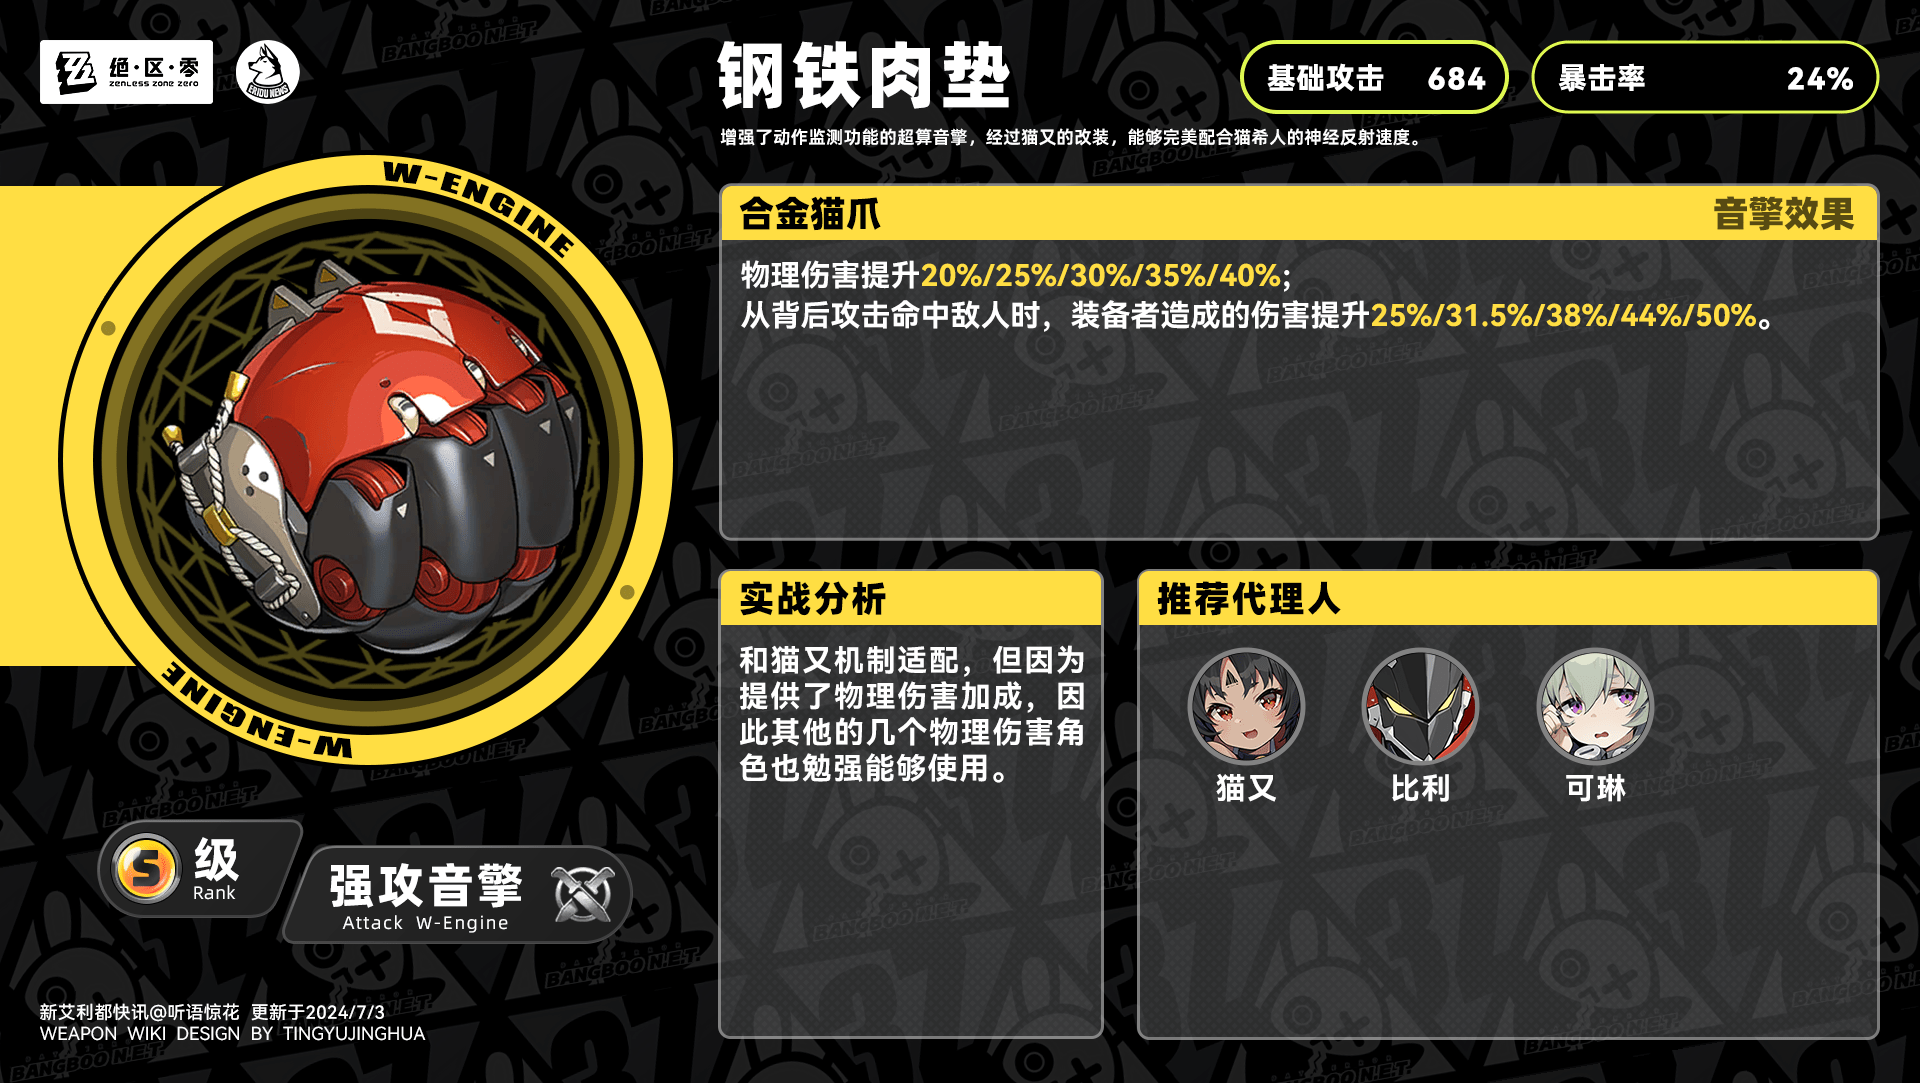 绝·区·零
ZENLESS ZONE ZERO
ERIDU NEWS
钢铁肉垫
基础攻击 684
暴击率 24%
增强了动作监测功能的超算音擎，经过猫又的改装，能够完美配合猫希人的神经反射速度。
W-ENGINE
W-ENGINE
合金猫爪 音擎效果
物理伤害提升20%/25%/30%/35%/40%;
从背后攻击命中敌人时，装备者造成的伤害提升25%/31.5%/38%/44%/50%。
实战分析
和猫又机制适配，但因为
提供了物理伤害加成，因
此其他的几个物理伤害角
色也勉强能够使用。
推荐代理人
猫又 比利 可琳
S 级
Rank
强攻音擎
Attack W-Engine
新艾利都快讯@听语惊花 更新于2024/7/3
WEAPON WIKI DESIGN BY TINGYUJINGHUA
BANGBOO N.E.T.